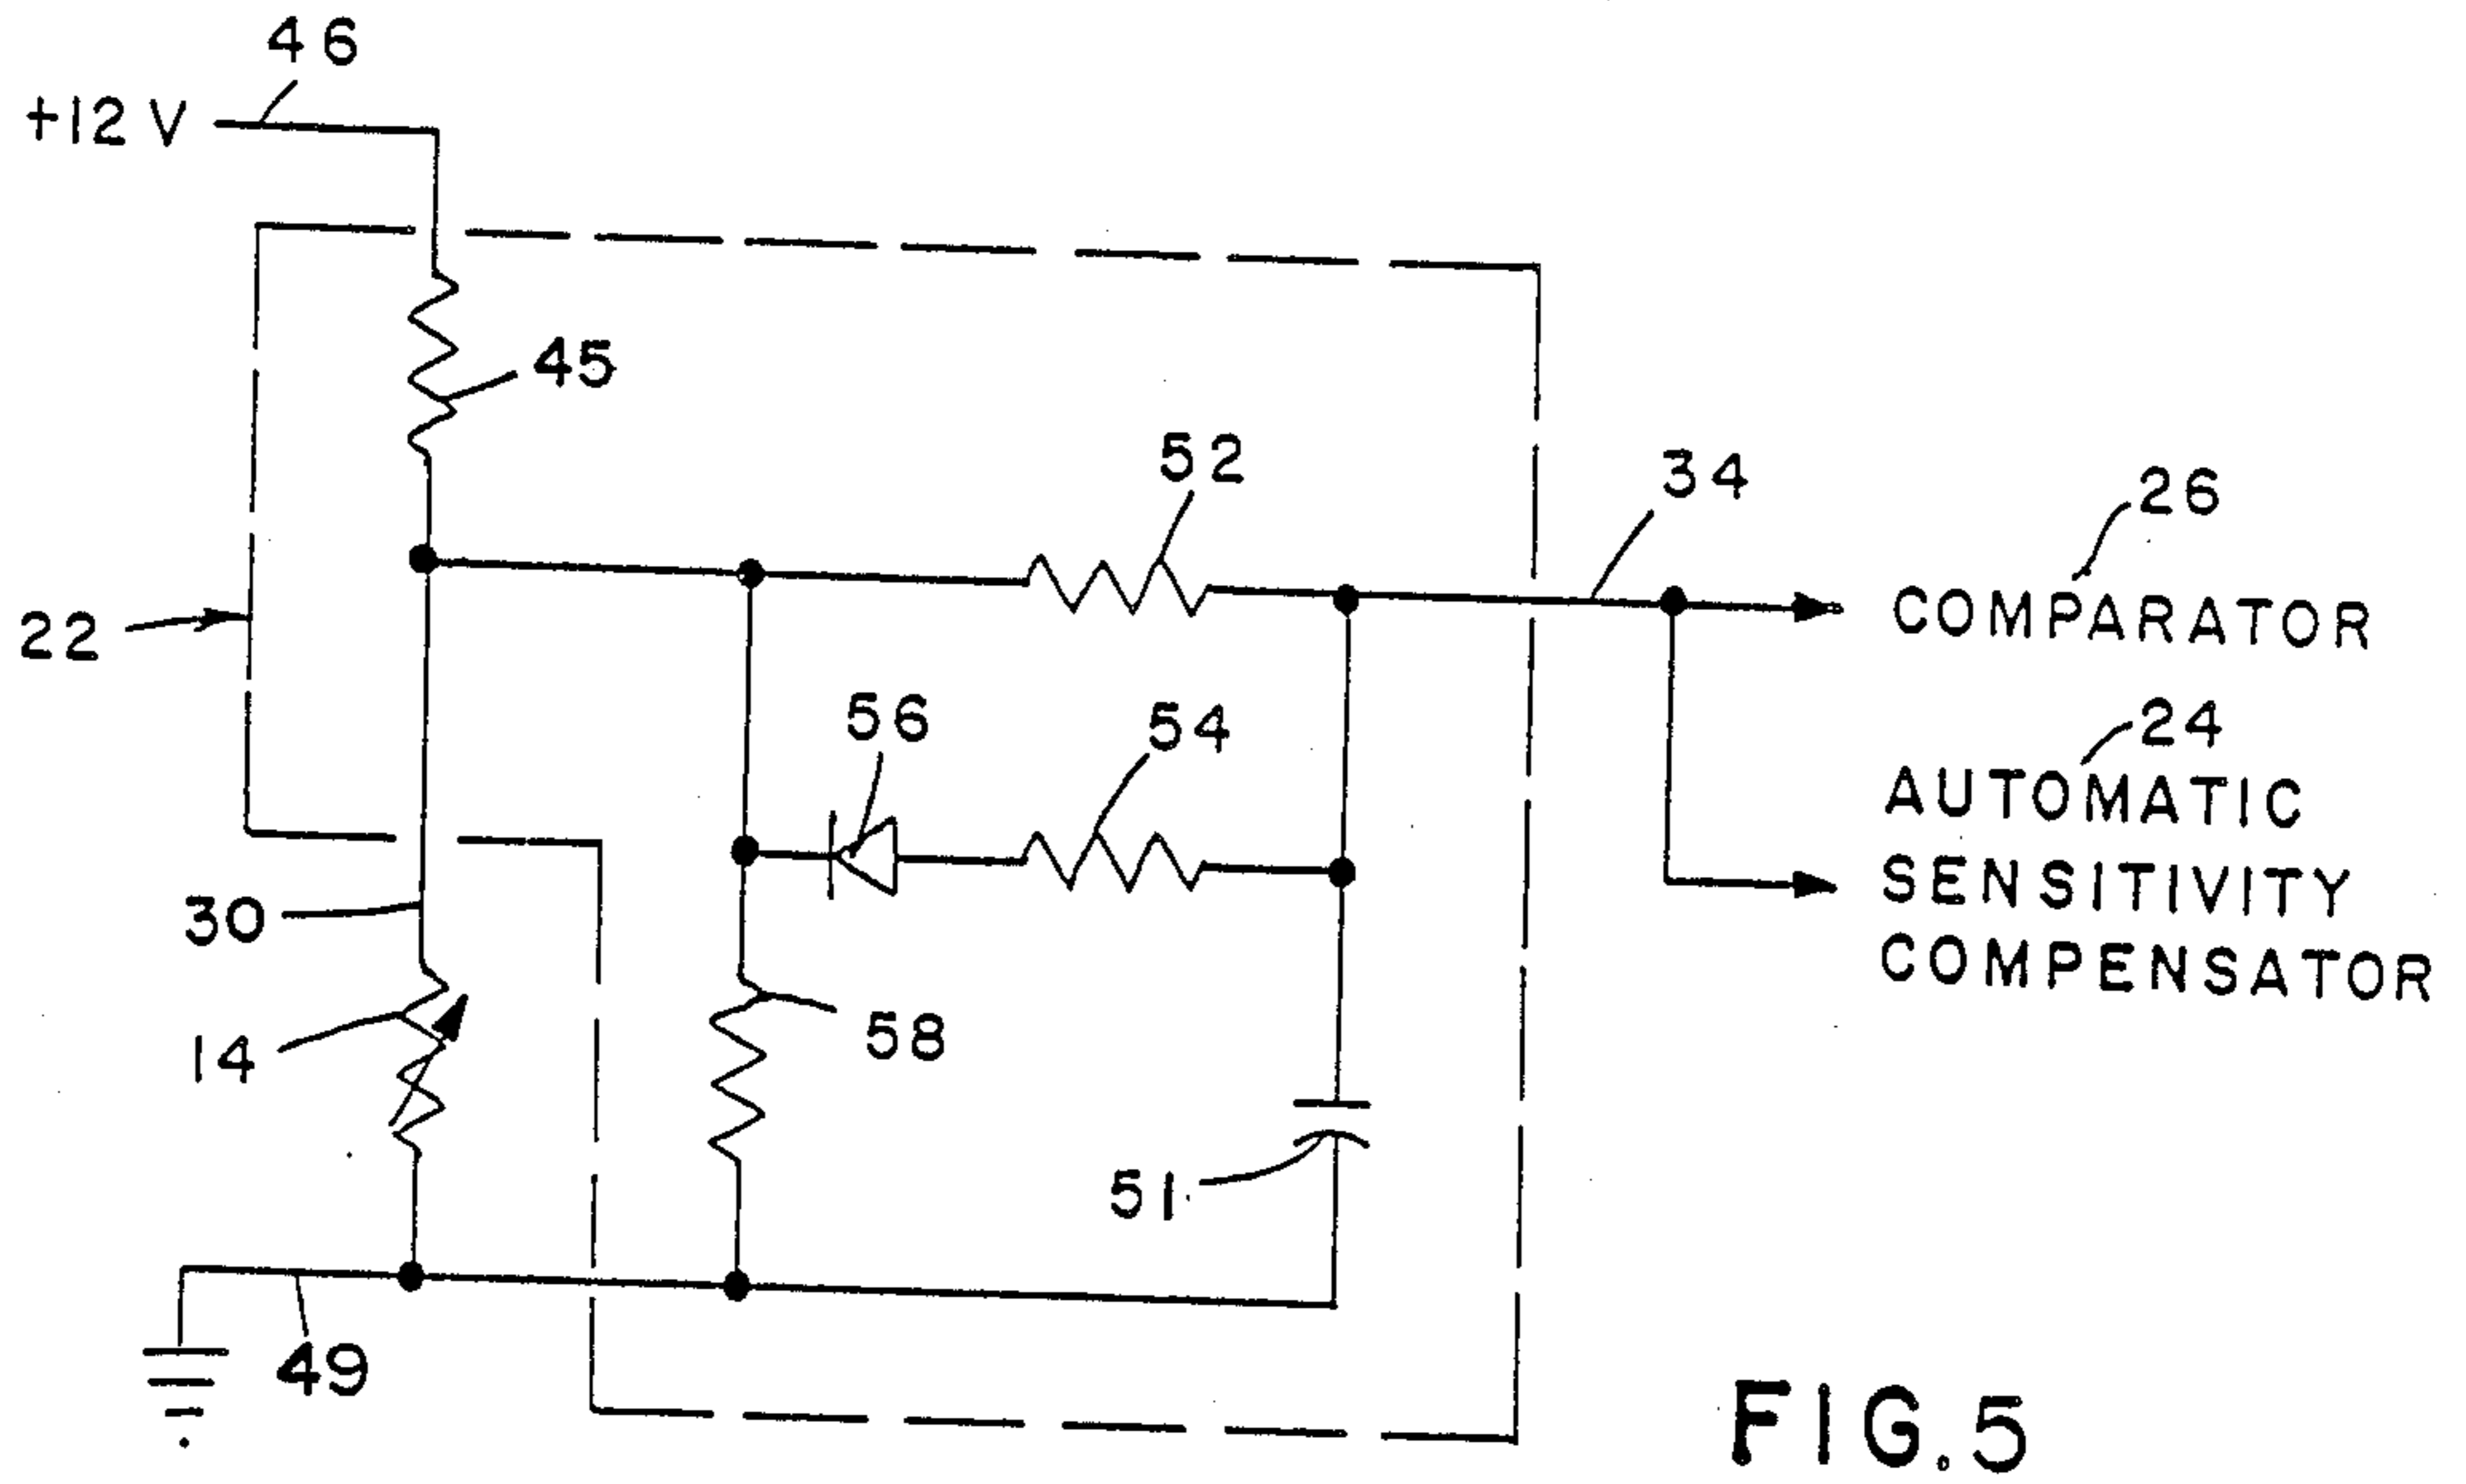 46
+12 V
45
52
34
26
COMPARATOR
22
56
54
24
AUTOMATIC
SENSITIVITY
COMPENSATOR
30
58
14
51
49
FIG.5